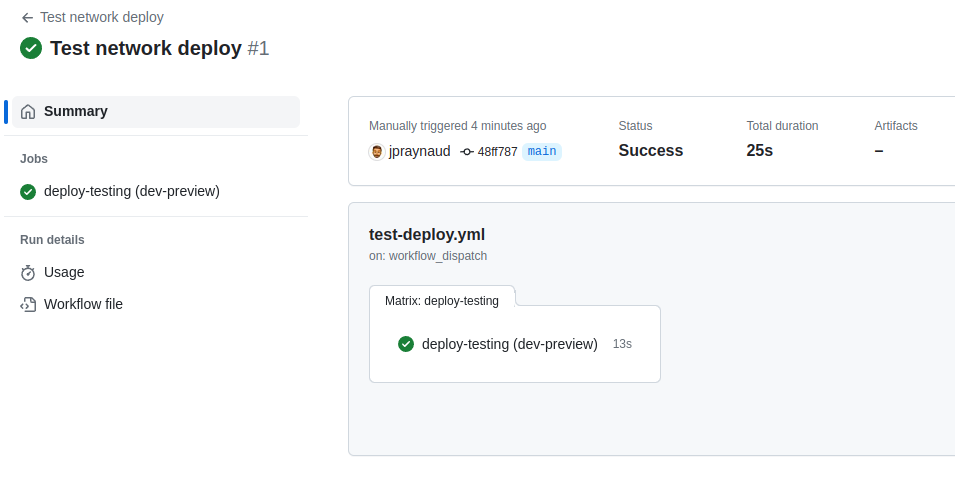 Test network deploy
Test network deploy #1
Summary
Jobs
deploy-testing (dev-preview)
Run details
Usage
Workflow file
Manually triggered 4 minutes ago
jpraynaud 48ff787 main
Status
Success
Total duration
25s
Artifacts
–
test-deploy.yml
on: workflow_dispatch
Matrix: deploy-testing
deploy-testing (dev-preview) 13s